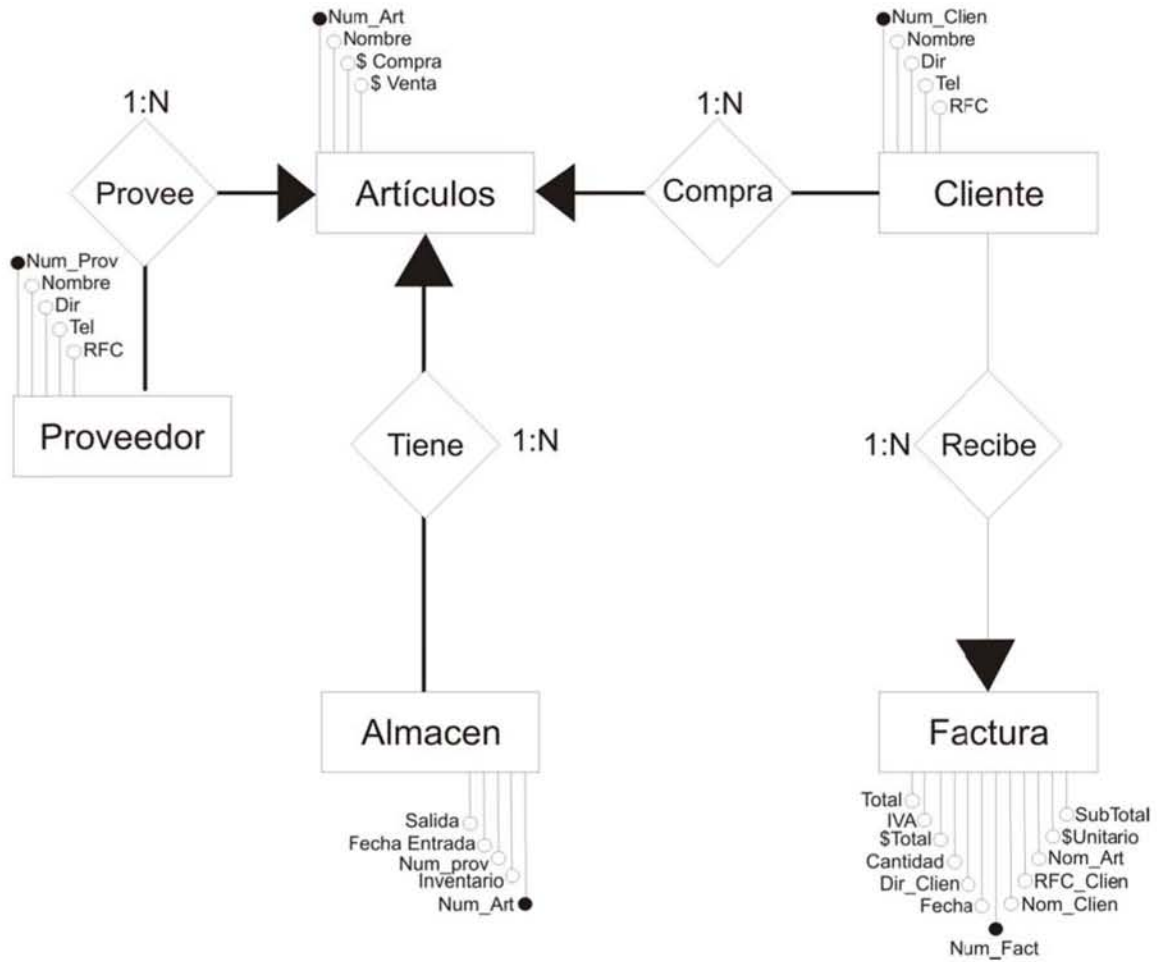 Num_Art
Nombre
$ Compra
$ Venta
Num_Clien
Nombre
Dir
Tel
RFC
1:N
1:N
Provee
Artículos
Compra
Cliente
Num_Prov
Nombre
Dir
Tel
RFC
Proveedor
Tiene
1:N
1:N
Recibe
Almacen
Factura
Salida
Fecha Entrada
Num_prov
Inventario
Num_Art
Total
IVA
$Total
Cantidad
Dir_Clien
Fecha
Num_Fact
SubTotal
$Unitario
Nom_Art
RFC_Clien
Nom_Clien